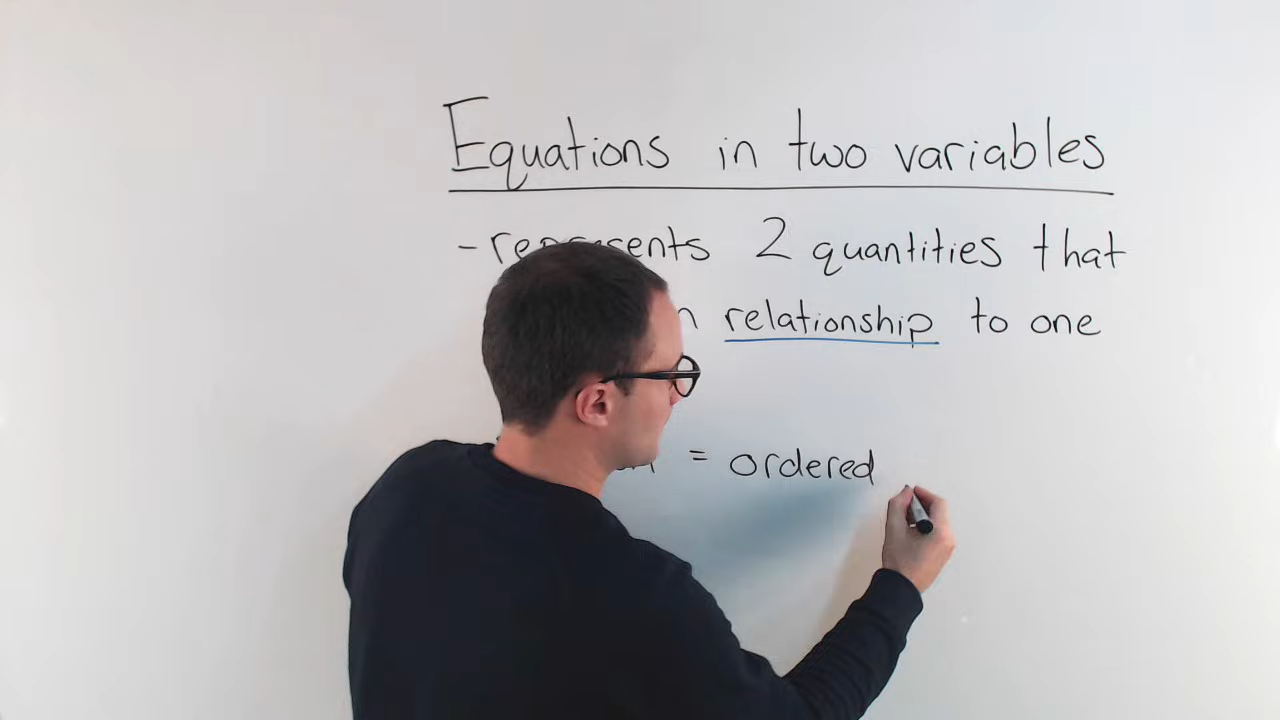 Equations in two variables
- represents 2 quantities that
relationship to one
= ordered